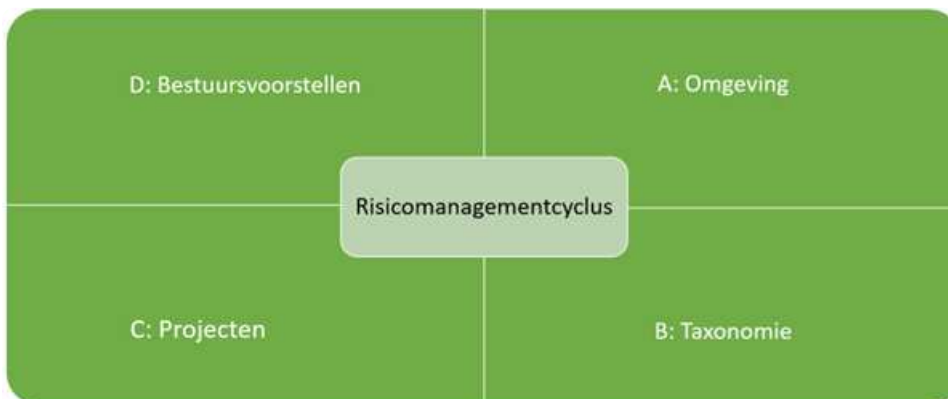 D: Bestuursvoorstellen
A: Omgeving
Risicomanagementcyclus
C: Projecten
B: Taxonomie